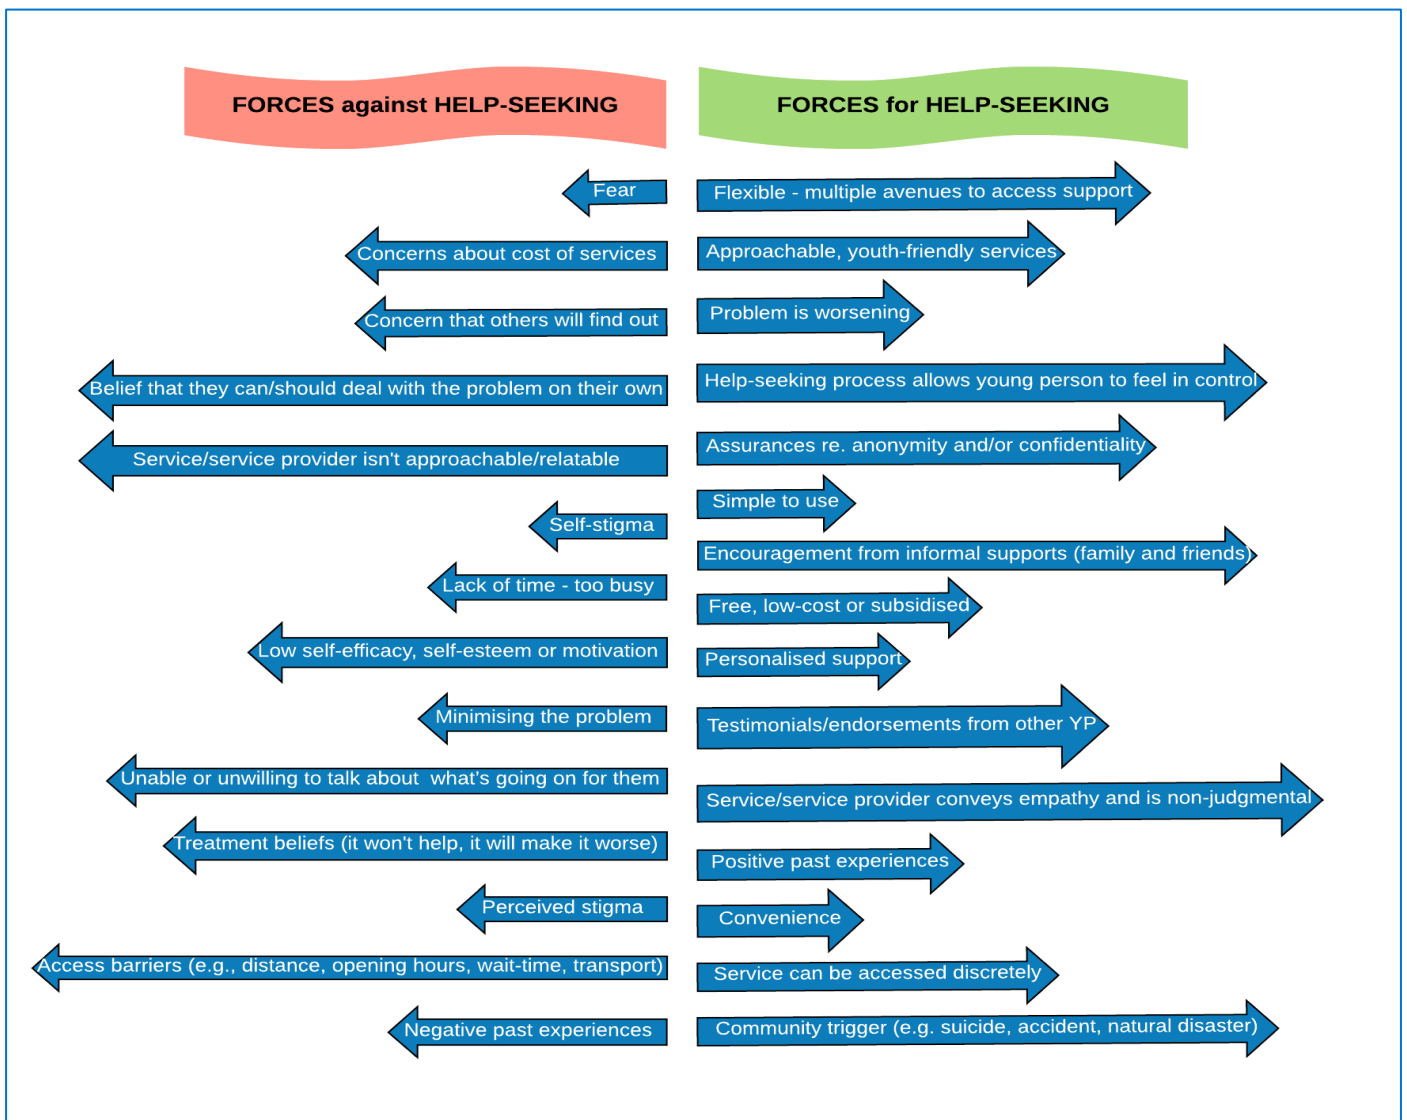 FORCES against HELP-SEEKING
Fear
Concerns about cost of services
Concern that others will find out
Belief that they can/should deal with the problem on their own
Service/service provider isn't approachable/relatable
Self-stigma
Lack of time - too busy
Low self-efficacy, self-esteem or motivation
Minimising the problem
Unable or unwilling to talk about  what's going on for them
Treatment beliefs (it won't help, it will make it worse)
Perceived stigma
Access barriers (e.g., distance, opening hours, wait-time, transport)
Negative past experiences
FORCES for HELP-SEEKING
Flexible - multiple avenues to access support
Approachable, youth-friendly services
Problem is worsening
Help-seeking process allows young person to feel in control
Assurances re. anonymity and/or confidentiality
Simple to use
Encouragement from informal supports (family and friends)
Free, low-cost or subsidised
Personalised support
Testimonials/endorsements from other YP
Service/service provider conveys empathy and is non-judgmental
Positive past experiences
Convenience
Service can be accessed discretely
Community trigger (e.g. suicide, accident, natural disaster)